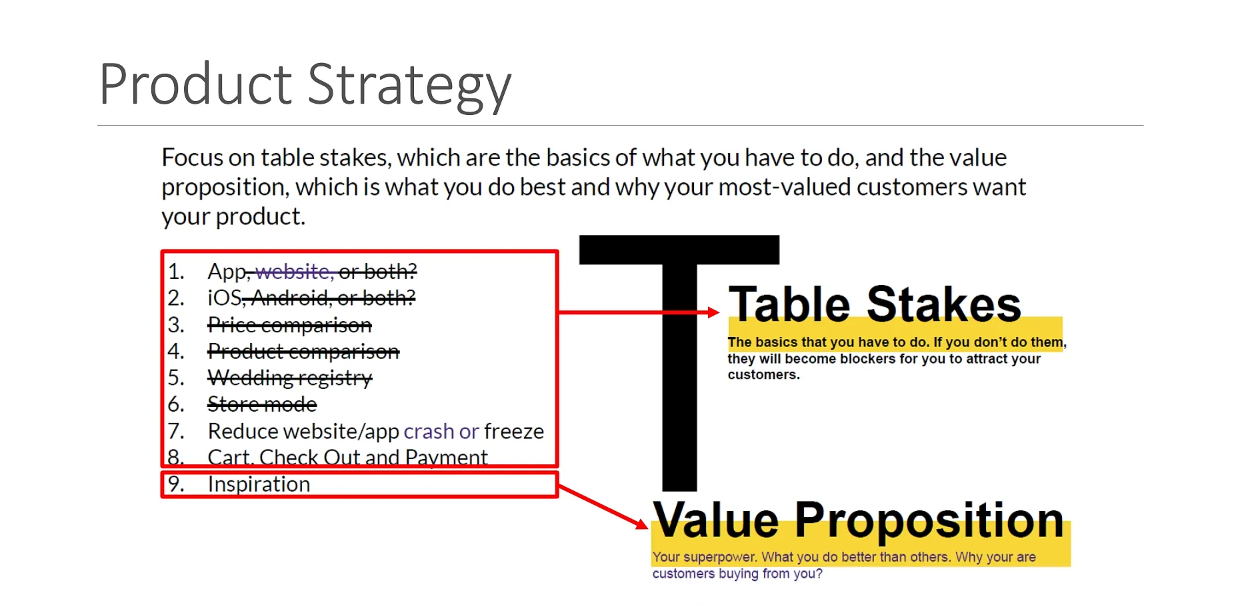 Product Strategy
Focus on table stakes, which are the basics of what you have to do, and the value
proposition, which is what you do best and why your most-valued customers want
your product.
1. App, website, or both?
2. iOS, Android, or both?
3. Price comparison
4. Product comparison
5. Wedding registry
6. Store mode
7. Reduce website/app crash or freeze
8. Cart, Check Out and Payment
9. Inspiration
T
Table Stakes
The basics that you have to do. If you don't do them,
they will become blockers for you to attract your
customers.
Value Proposition
Your superpower. What you do better than others. Why your are
customers buying from you?